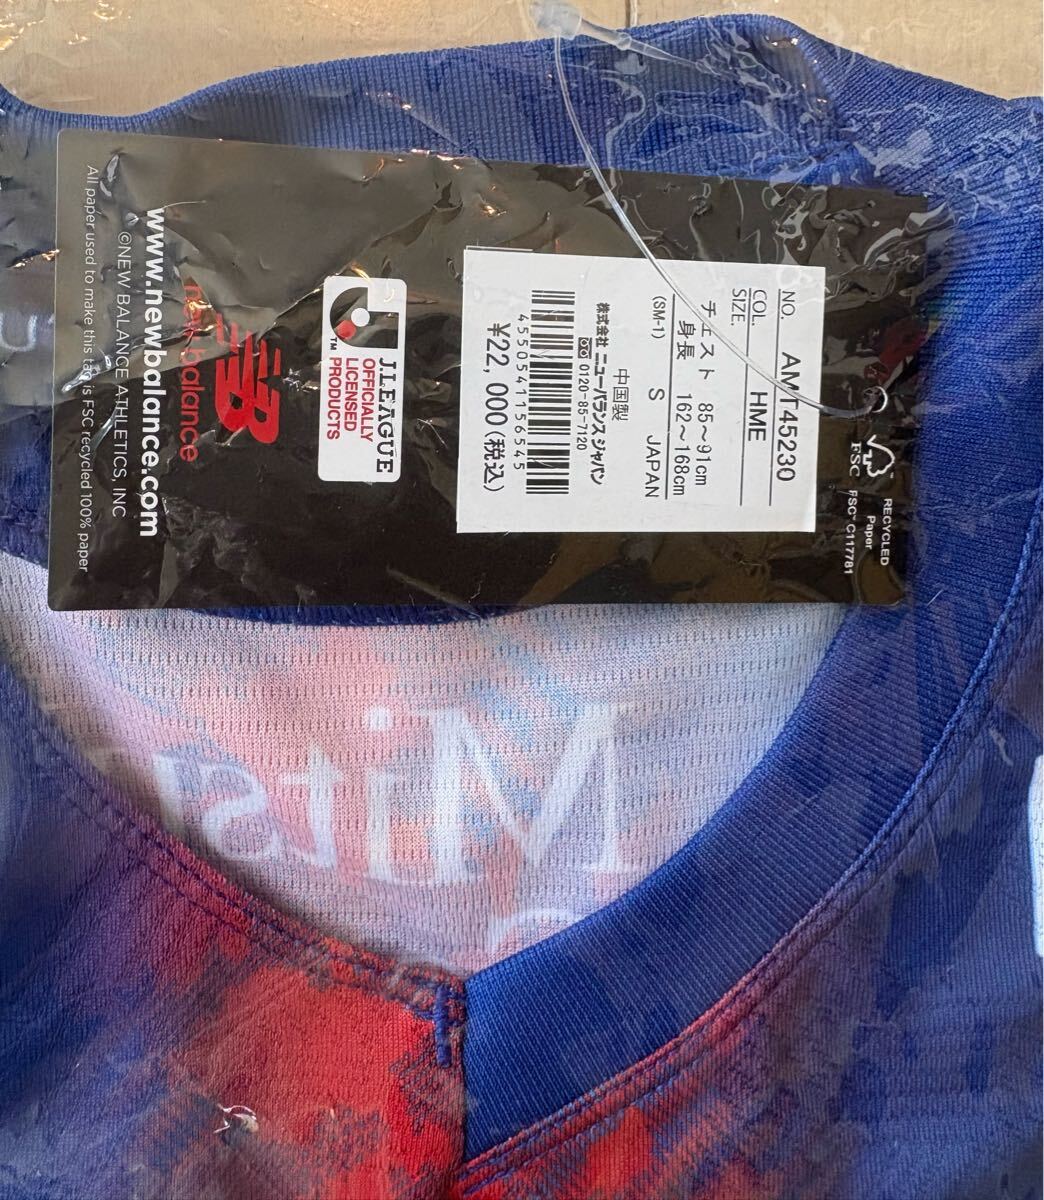 NO. AMT45230
COL. HME
SIZE.
チェスト 85～91cm
身長 162～168cm
(SM-1) S JAPAN
中国製
株式会社 ニューバランスジャパン
0120-85-7120
4550541156545
¥22,000(税込)
J.LEAGUE
OFFICIALLY
LICENSED
PRODUCTS
TM
new balance
www.newbalance.com
©NEW BALANCE ATHLETICS, INC
All paper used to make this tag is FSC recycled 100% paper
FSC
RECYCLED
Paper
FSC™ C117781
Mita